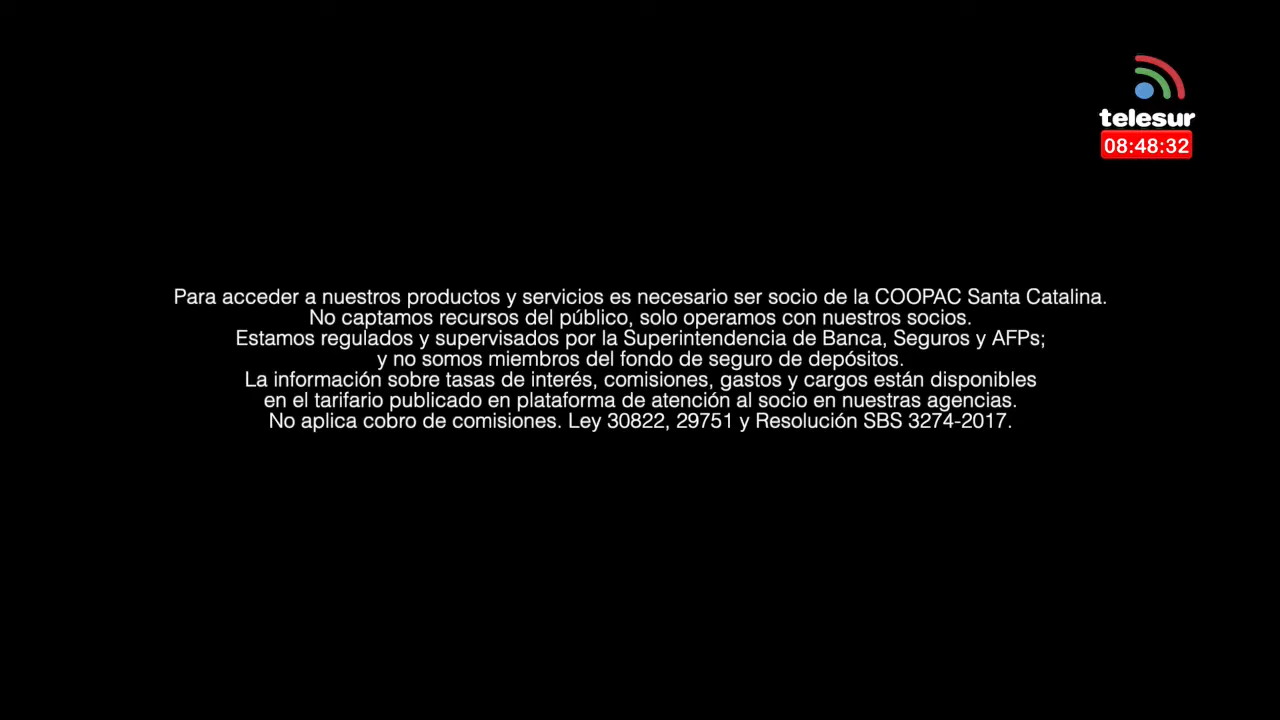 telesur
08:48:32
Para acceder a nuestros productos y servicios es necesario ser socio de la COOPAC Santa Catalina.
No captamos recursos del público, solo operamos con nuestros socios.
Estamos regulados y supervisados por la Superintendencia de Banca, Seguros y AFPs;
y no somos miembros del fondo de seguro de depósitos.
La información sobre tasas de interés, comisiones, gastos y cargos están disponibles
en el tarifario publicado en plataforma de atención al socio en nuestras agencias.
No aplica cobro de comisiones. Ley 30822, 29751 y Resolución SBS 3274-2017.